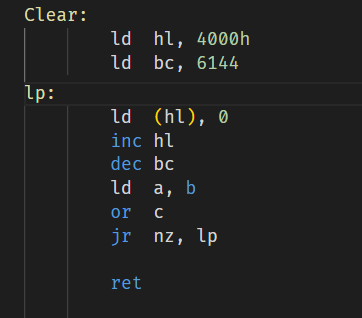 Clear:
ld hl, 4000h
ld bc, 6144
lp:
ld (hl), 0
inc hl
dec bc
ld a, b
or c
jr nz, lp
ret